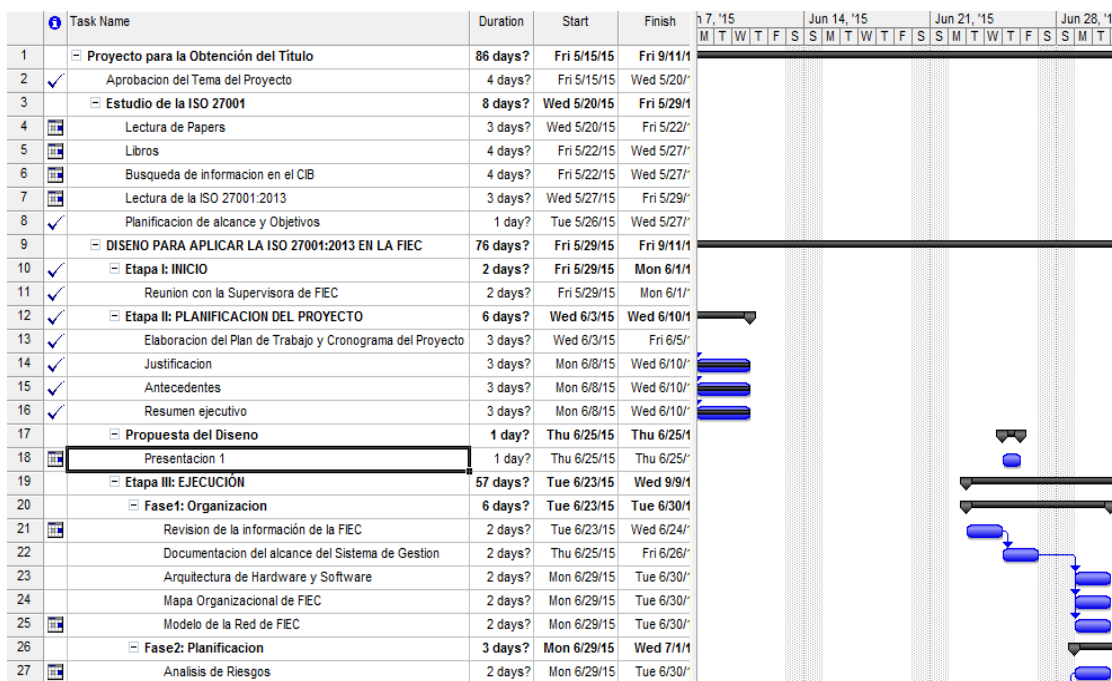 Task Name Duration Start Finish n 7, '15 Jun 14, '15 Jun 21, '15 Jun 28, '1
M T W T F S S M T W T F S S M T W T F S S M T
1 Proyecto para la Obtención del Título 86 days? Fri 5/15/15 Fri 9/11/1
2 Aprobacion del Tema del Proyecto 4 days? Fri 5/15/15 Wed 5/20/
3 Estudio de la ISO 27001 8 days? Wed 5/20/15 Fri 5/29/1
4 Lectura de Papers 3 days? Wed 5/20/15 Fri 5/22/
5 Libros 4 days? Fri 5/22/15 Wed 5/27/
6 Busqueda de informacion en el CIB 4 days? Fri 5/22/15 Wed 5/27/
7 Lectura de la ISO 27001:2013 3 days? Wed 5/27/15 Fri 5/29/
8 Planificacion de alcance y Objetivos 1 day? Tue 5/26/15 Wed 5/27/
9 DISENO PARA APLICAR LA ISO 27001:2013 EN LA FIEC 76 days? Fri 5/29/15 Fri 9/11/1
10 Etapa I: INICIO 2 days? Fri 5/29/15 Mon 6/1/1
11 Reunion con la Supervisora de FIEC 2 days? Fri 5/29/15 Mon 6/1/
12 Etapa II: PLANIFICACION DEL PROYECTO 6 days? Wed 6/3/15 Wed 6/10/1
13 Elaboracion del Plan de Trabajo y Cronograma del Proyecto 3 days? Wed 6/3/15 Fri 6/5/
14 Justificacion 3 days? Mon 6/8/15 Wed 6/10/
15 Antecedentes 3 days? Mon 6/8/15 Wed 6/10/
16 Resumen ejecutivo 3 days? Mon 6/8/15 Wed 6/10/
17 Propuesta del Diseno 1 day? Thu 6/25/15 Thu 6/25/1
18 Presentacion 1 1 day? Thu 6/25/15 Thu 6/25/
19 Etapa III: EJECUCIÓN 57 days? Tue 6/23/15 Wed 9/9/1
20 Fase1: Organizacion 6 days? Tue 6/23/15 Tue 6/30/1
21 Revision de la información de la FIEC 2 days? Tue 6/23/15 Wed 6/24/
22 Documentacion del alcance del Sistema de Gestion 2 days? Thu 6/25/15 Fri 6/26/
23 Arquitectura de Hardware y Software 2 days? Mon 6/29/15 Tue 6/30/
24 Mapa Organizacional de FIEC 2 days? Mon 6/29/15 Tue 6/30/
25 Modelo de la Red de FIEC 2 days? Mon 6/29/15 Tue 6/30/
26 Fase2: Planificacion 3 days? Mon 6/29/15 Wed 7/1/1
27 Analisis de Riesgos 2 days? Mon 6/29/15 Tue 6/30/